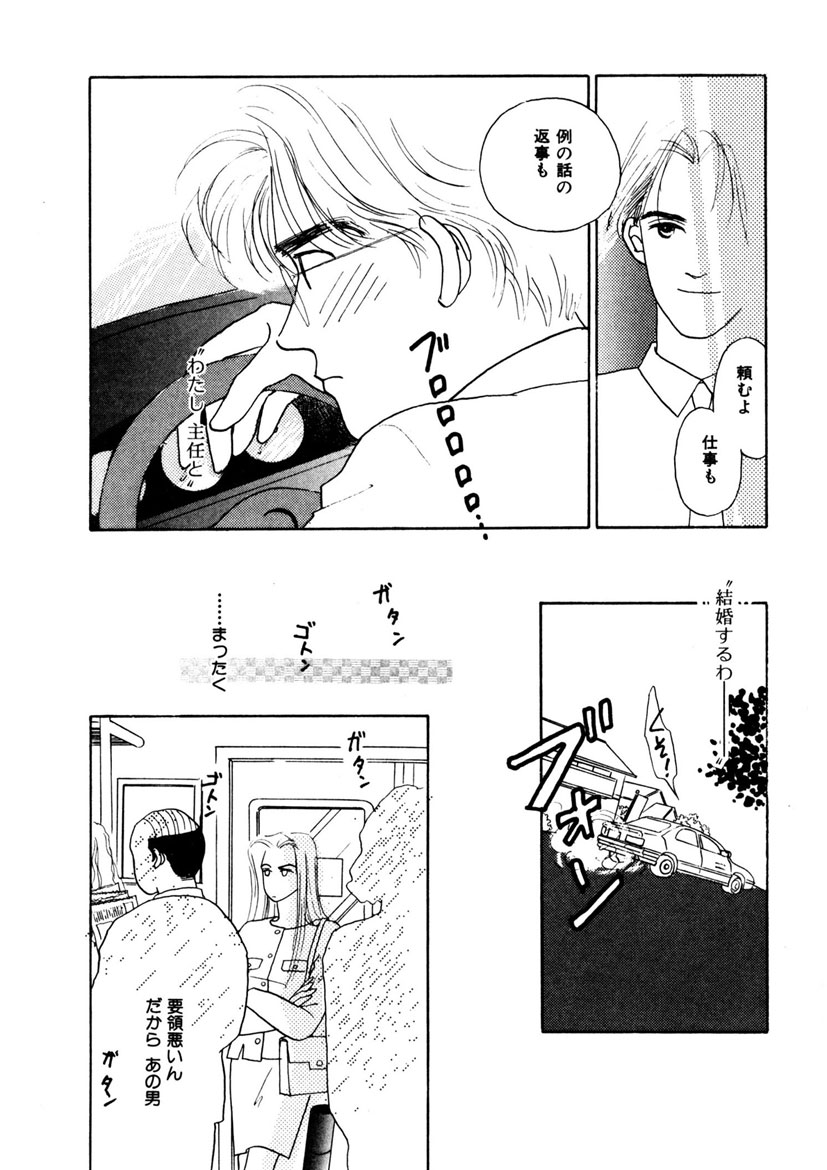 頼むよ
仕事も
例の話の
返事も
ブロロロロロ…
〝わたし 主任と〟
〝結婚するわ〟
くそ!
ブオン
ガタン
ゴトン
……まったく
ガタン
ゴトン
要領悪いん
だから あの男
ガタン